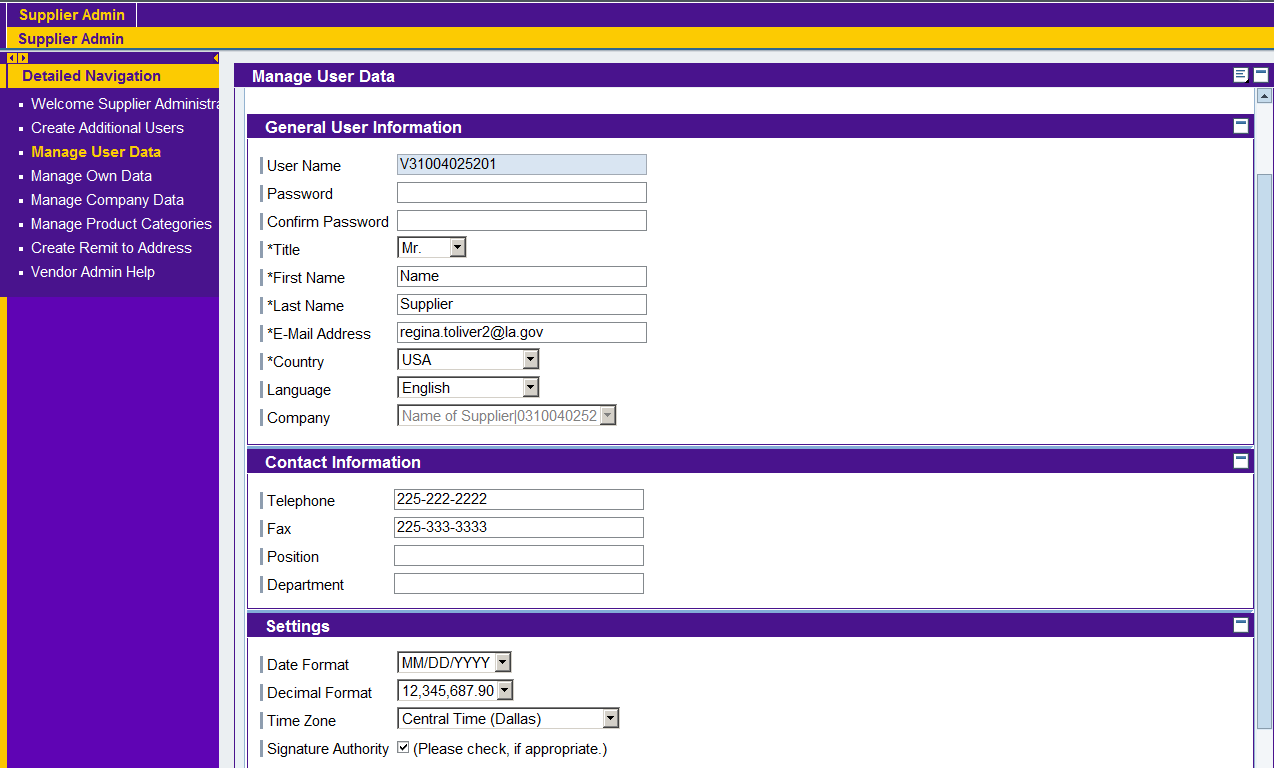 Supplier Admin
Supplier Admin
Detailed Navigation
Welcome Supplier Administra
Create Additional Users
Manage User Data
Manage Own Data
Manage Company Data
Manage Product Categories
Create Remit to Address
Vendor Admin Help
Manage User Data
General User Information
User Name V31004025201
Password
Confirm Password
*Title Mr.
*First Name Name
*Last Name Supplier
*E-Mail Address regina.toliver2@la.gov
*Country USA
Language English
Company Name of Supplier|0310040252
Contact Information
Telephone 225-222-2222
Fax 225-333-3333
Position
Department
Settings
Date Format MM/DD/YYYY
Decimal Format 12,345,687.90
Time Zone Central Time (Dallas)
Signature Authority (Please check, if appropriate.)